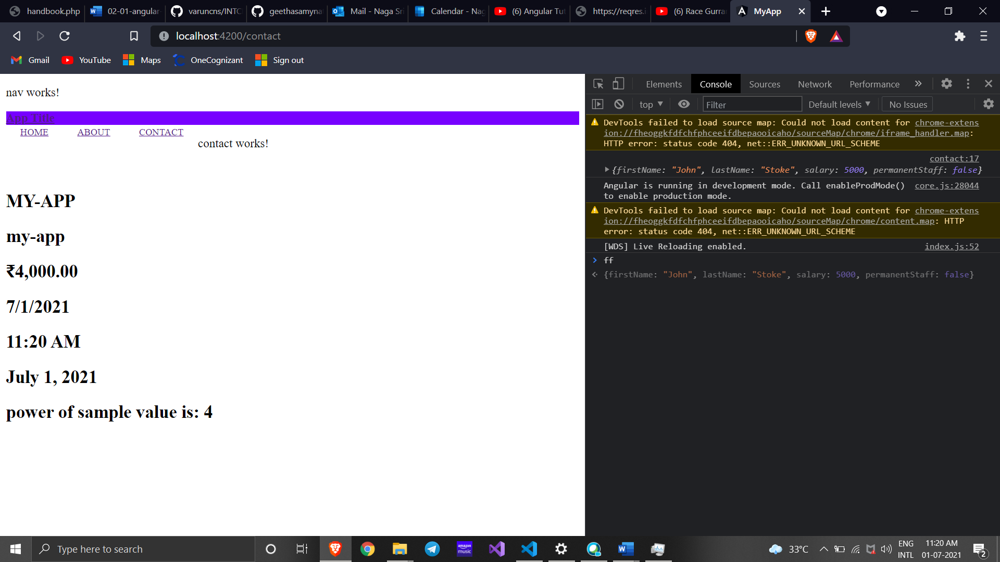 handbook.php
02-01-angular-
varuncns/INTC
geethasamyna
Mail - Naga Sri
Calendar - Nag
(6) Angular Tut
https://reqres.i
(6) Race Gurra
MyApp
localhost:4200/contact
Gmail
YouTube
Maps
OneCognizant
Sign out
nav works!
App Title
HOME ABOUT CONTACT
contact works!
MY-APP
my-app
₹4,000.00
7/1/2021
11:20 AM
July 1, 2021
power of sample value is: 4
Elements Console Sources Network Performance »
top Filter Default levels No Issues
DevTools failed to load source map: Could not load content for chrome-extens
ion://fheoggkfdfchfphceeifdbepaooicaho/sourceMap/chrome/iframe_handler.map:
HTTP error: status code 404, net::ERR_UNKNOWN_URL_SCHEME
contact:17
{firstName: "John", lastName: "Stoke", salary: 5000, permanentStaff: false}
Angular is running in development mode. Call enableProdMode() core.js:28044
to enable production mode.
DevTools failed to load source map: Could not load content for chrome-extens
ion://fheoggkfdfchfphceeifdbepaooicaho/sourceMap/chrome/content.map: HTTP
error: status code 404, net::ERR_UNKNOWN_URL_SCHEME
[WDS] Live Reloading enabled. index.js:52
ff
{firstName: "John", lastName: "Stoke", salary: 5000, permanentStaff: false}
Type here to search
amazon
music
33°C
ENG
INTL
11:20 AM
01-07-2021
2